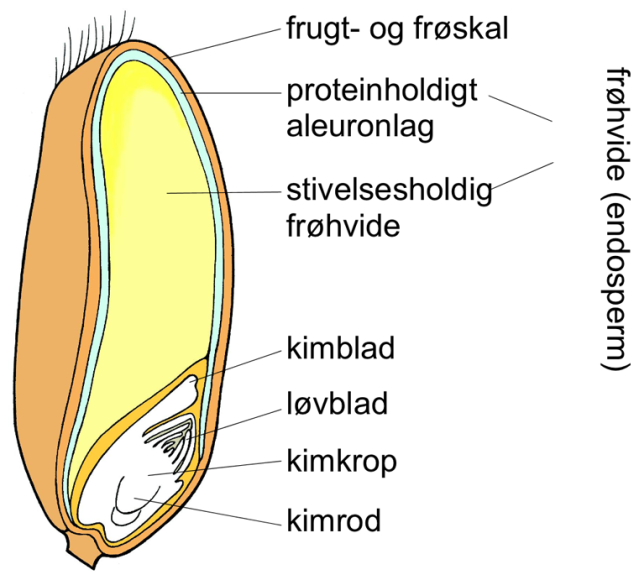 frugt- og frøskal
proteinholdigt
aleuronlag
stivelsesholdig
frøhvide
frøhvide (endosperm)
kimblad
løvblad
kimkrop
kimrod